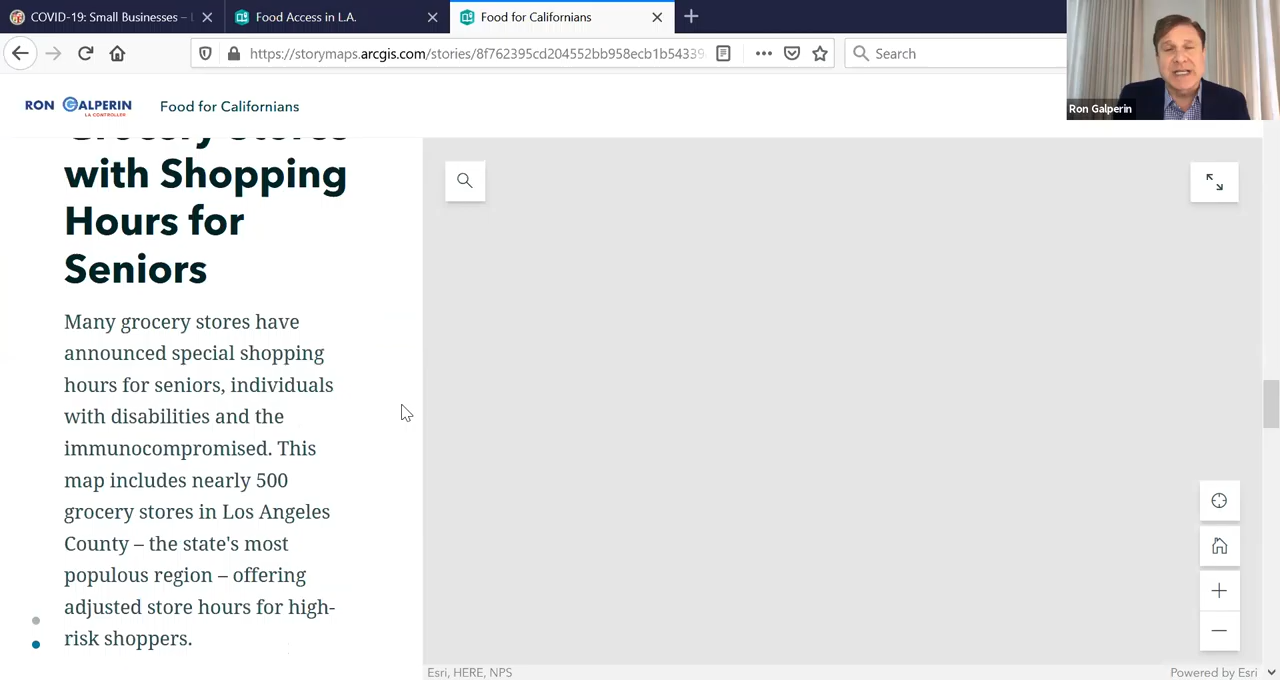 COVID-19: Small Businesses –
Food Access in L.A.
Food for Californians
https://storymaps.arcgis.com/stories/8f762395cd204552bb958ecb1b54339
Search
Ron Galperin
RON GALPERIN
LA CONTROLLER
Food for Californians
Grocery Stores
with Shopping
Hours for
Seniors
Many grocery stores have
announced special shopping
hours for seniors, individuals
with disabilities and the
immunocompromised. This
map includes nearly 500
grocery stores in Los Angeles
County – the state's most
populous region – offering
adjusted store hours for high-
risk shoppers.
Esri, HERE, NPS
Powered by Esri